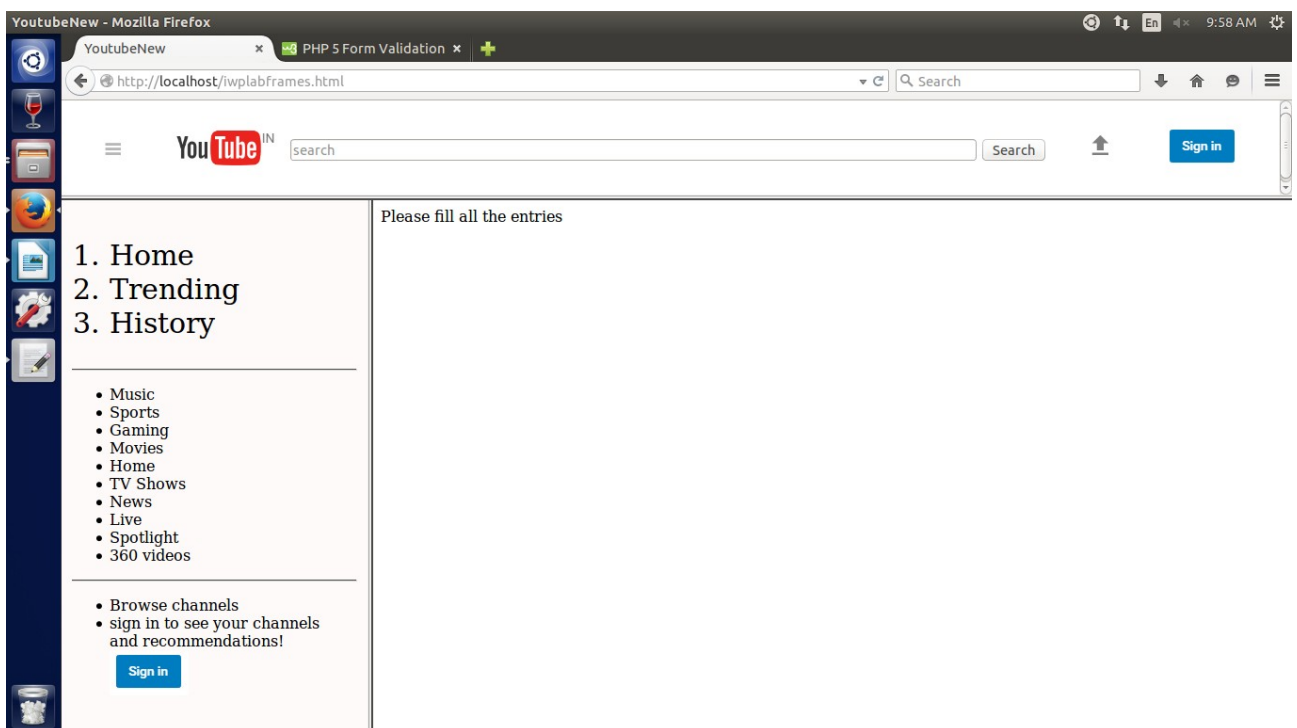 YoutubeNew - Mozilla Firefox
En 9:58 AM
YoutubeNew
PHP 5 Form Validation
http://localhost/iwplabframes.html
Search
YouTube IN
search
Search
Sign in
Please fill all the entries
1. Home
2. Trending
3. History
• Music
• Sports
• Gaming
• Movies
• Home
• TV Shows
• News
• Live
• Spotlight
• 360 videos
• Browse channels
• sign in to see your channels
and recommendations!
Sign in